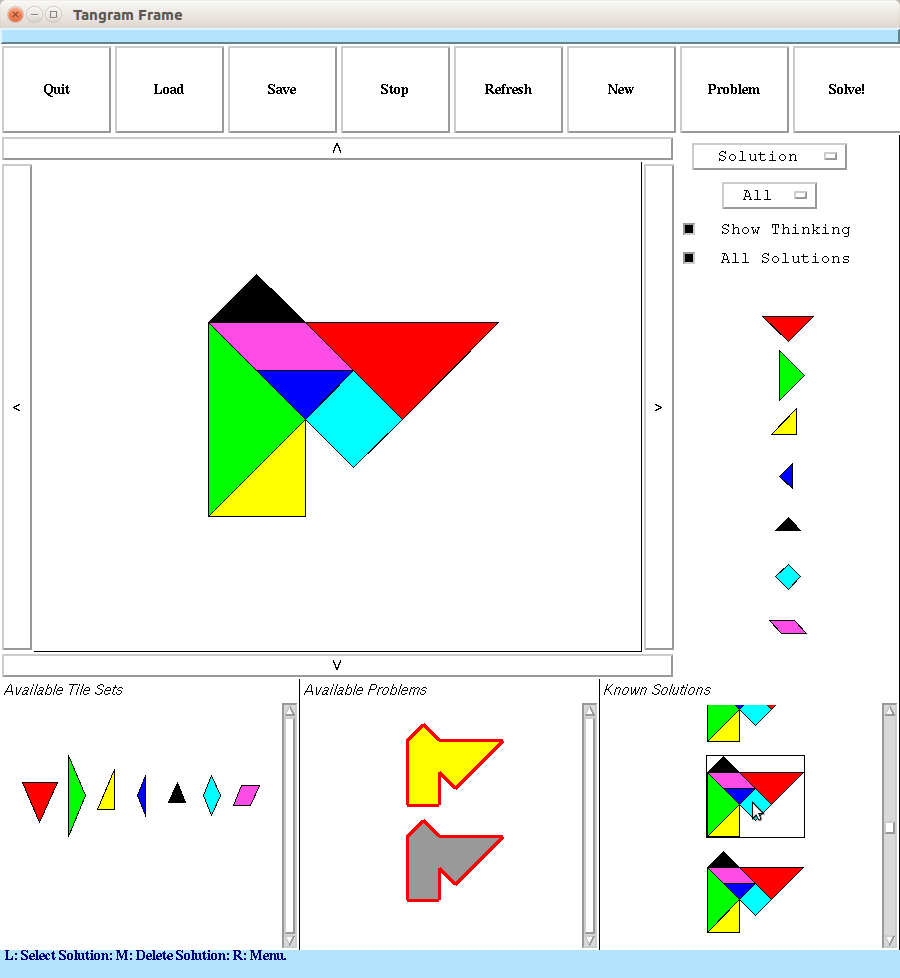 Tangram Frame
Quit Load Save Stop Refresh New Problem Solve!
Λ
Solution
All
Show Thinking
All Solutions
< >
V
Available Tile Sets Available Problems Known Solutions
L: Select Solution: M: Delete Solution: R: Menu.